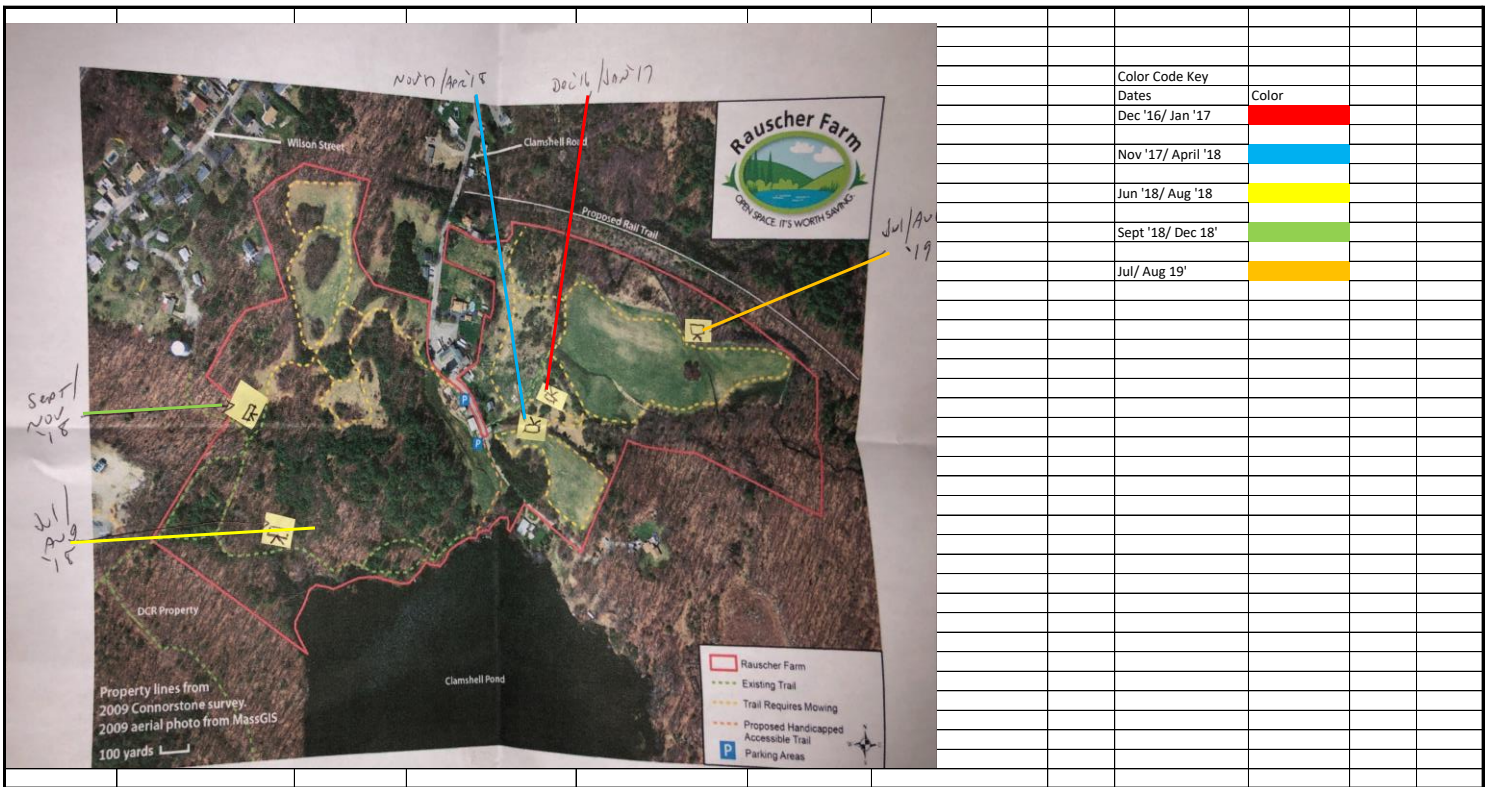 Nov'17/April'18
Dec'16/Jan'17
Rauscher Farm
OPEN SPACE. IT'S WORTH SAVING.
Wilson Street
Clamshell Road
Proposed Rail Trail
Jul/Au
'19
Sept/
Nov
'18
Jul/
Aug
'18
P
P
DCR Property
Clamshell Pond
Property lines from
2009 Connorstone survey.
2009 aerial photo from MassGIS
100 yards
Rauscher Farm
Existing Trail
Trail Requires Mowing
Proposed Handicapped
Accessible Trail
P Parking Areas
Color Code Key
Dates Color
Dec '16/ Jan '17
Nov '17/ April '18
Jun '18/ Aug '18
Sept '18/ Dec 18'
Jul/ Aug 19'